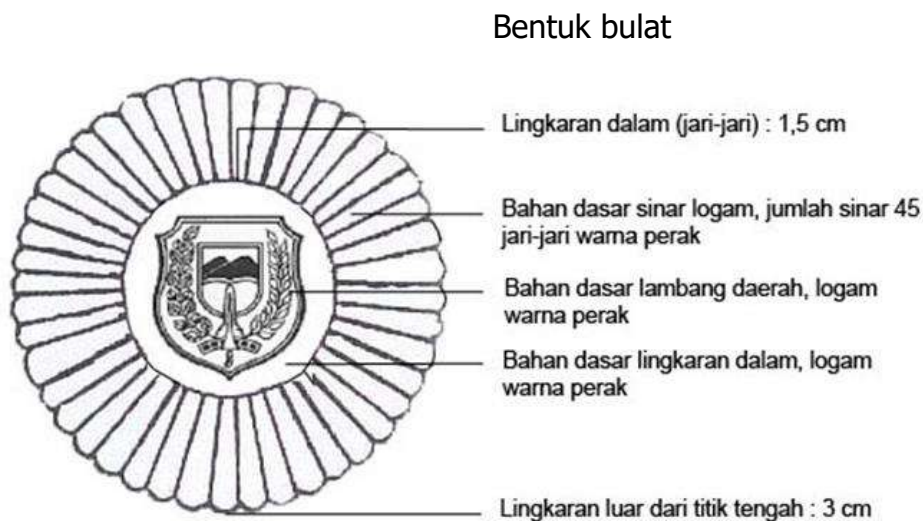 Bentuk bulat
Lingkaran dalam (jari-jari) : 1,5 cm
Bahan dasar sinar logam, jumlah sinar 45
jari-jari warna perak
Bahan dasar lambang daerah, logam
warna perak
Bahan dasar lingkaran dalam, logam
warna perak
Lingkaran luar dari titik tengah : 3 cm